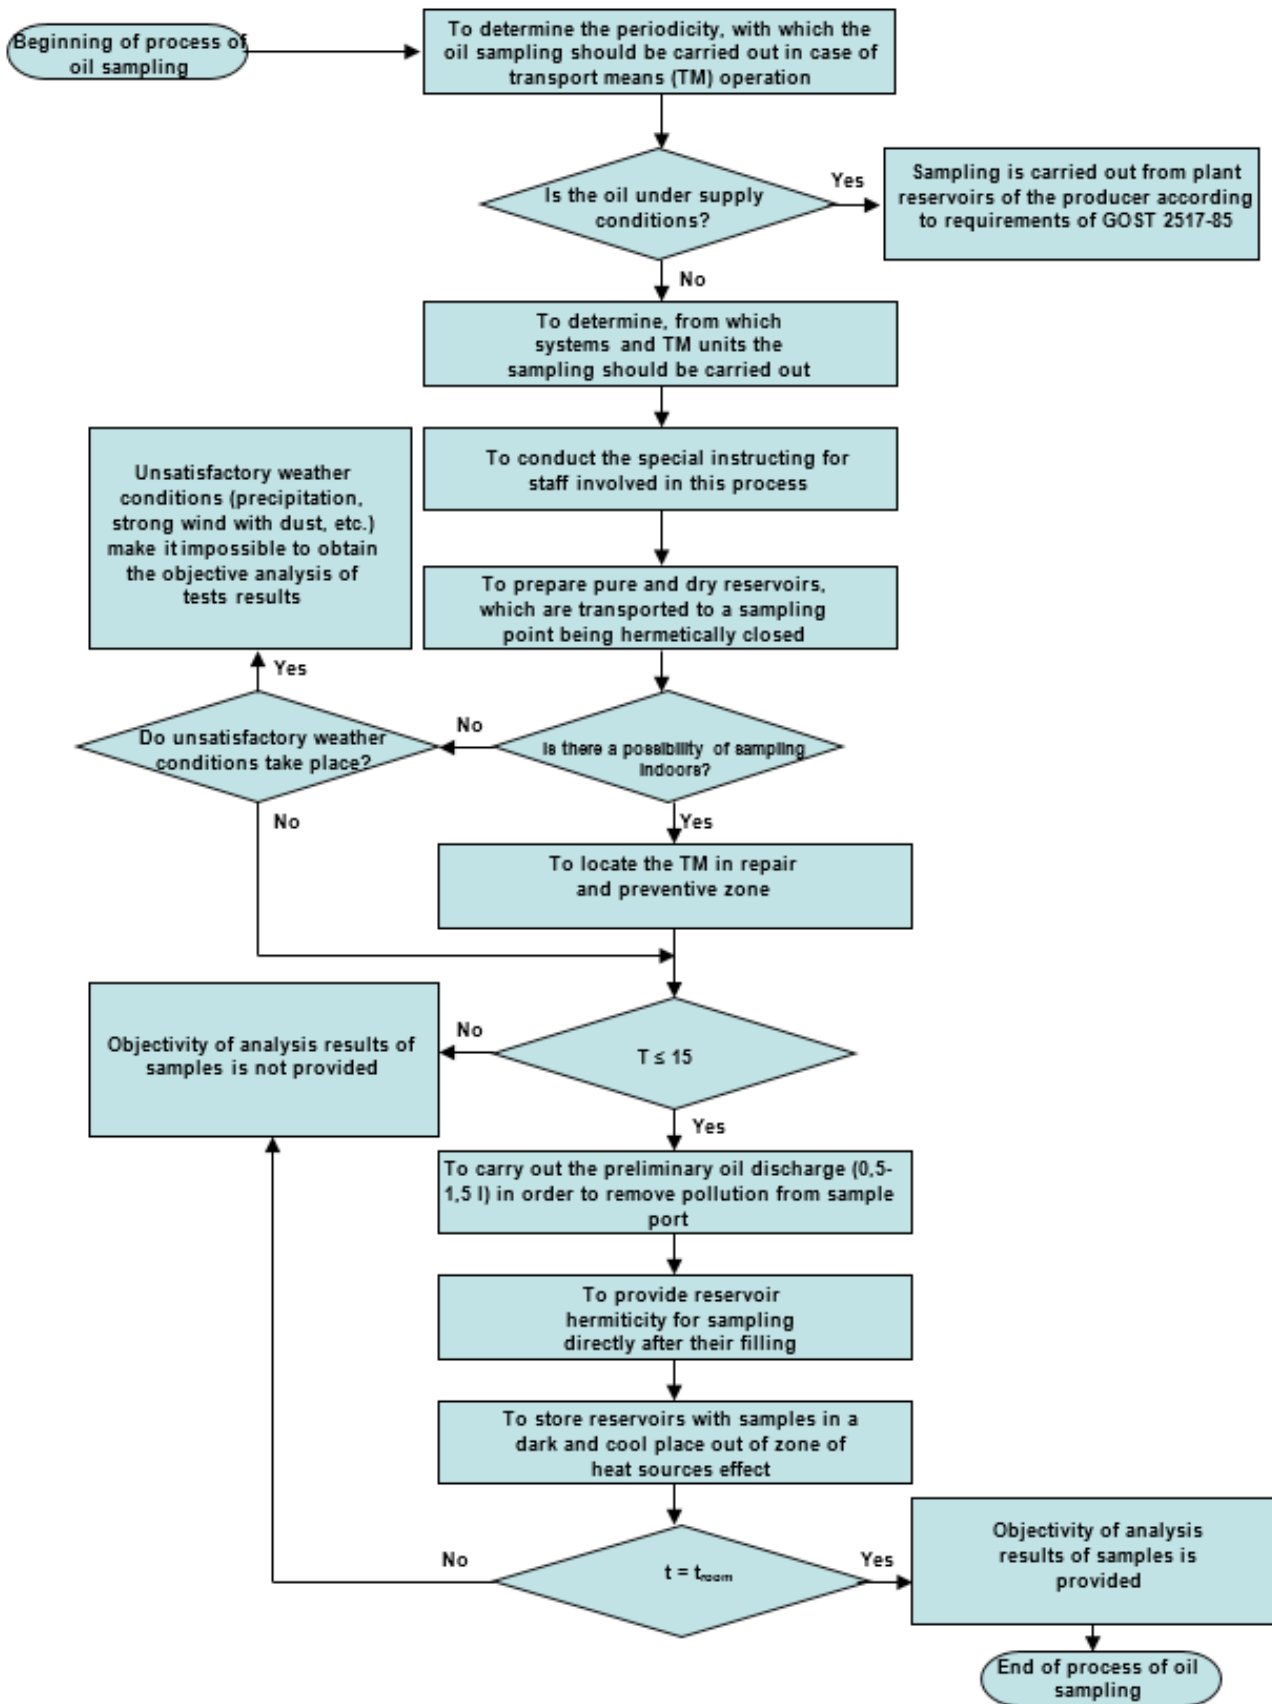 Beginning of process of
oil sampling
To determine the periodicity, with which the
oil sampling should be carried out in case of
transport means (TM) operation
Is the oil under supply
conditions?
Yes
Sampling is carried out from plant
reservoirs of the producer according
to requirements of GOST 2517-85
No
To determine, from which
systems and TM units the
sampling should be carried out
To conduct the special instructing for
staff involved in this process
Unsatisfactory weather
conditions (precipitation,
strong wind with dust, etc.)
make it impossible to obtain
the objective analysis of
tests results
To prepare pure and dry reservoirs,
which are transported to a sampling
point being hermetically closed
Yes
Do unsatisfactory weather
conditions take place?
No
Is there a possibility of sampling
indoors?
No
Yes
To locate the TM in repair
and preventive zone
Objectivity of analysis results of
samples is not provided
No
T ≤ 15
Yes
To carry out the preliminary oil discharge (0,5-
1,5 l) in order to remove pollution from sample
port
To provide reservoir
hermiticity for sampling
directly after their filling
To store reservoirs with samples in a
dark and cool place out of zone of
heat sources effect
No
t = troom
Yes
Objectivity of analysis
results of samples is
provided
End of process of oil
sampling